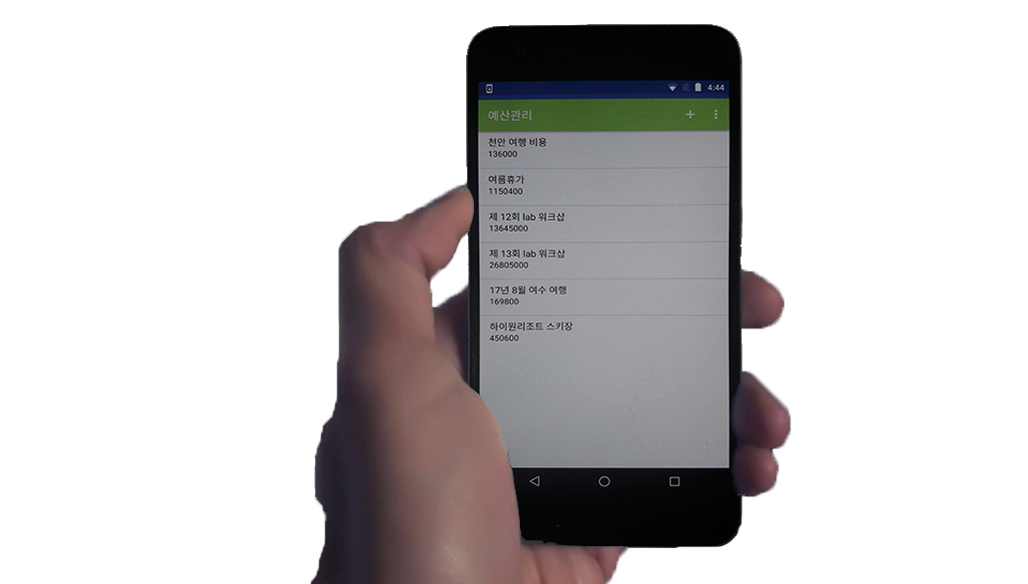 4:44
예산관리
천안 여행 비용
136000
여름휴가
1150400
제 12회 lab 워크샵
13645000
제 13회 lab 워크샵
26805000
17년 8월 여수 여행
169800
하이원리조트 스키장
450600